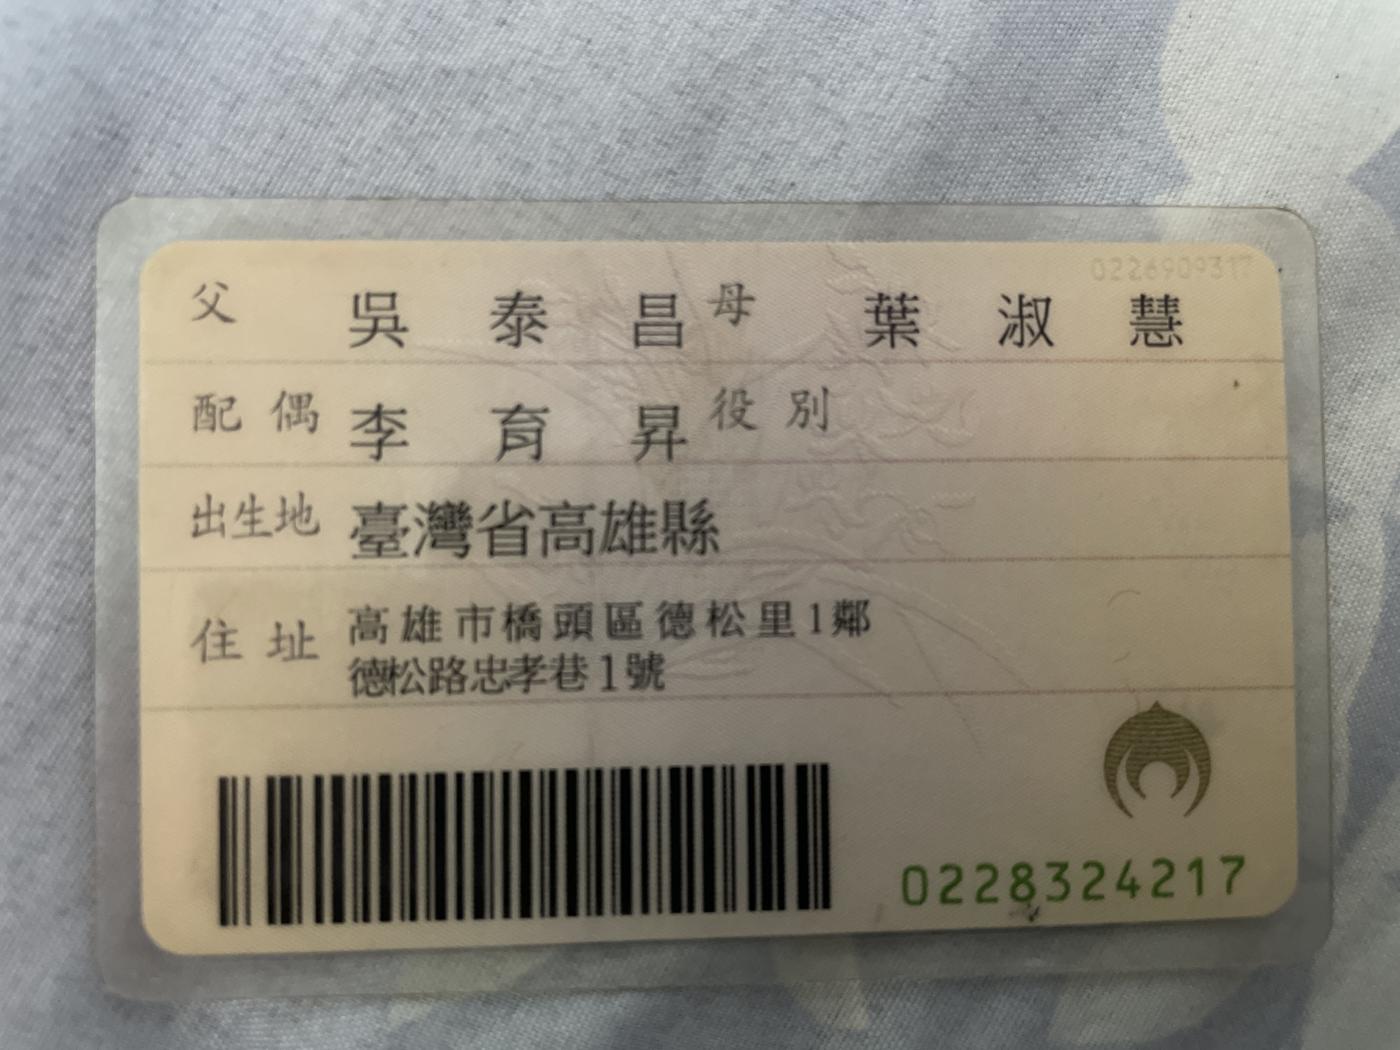 0226909317
父 吳泰昌 母 葉淑慧
配偶 李育昇 役別
出生地 臺灣省高雄縣
住址 高雄市橋頭區德松里1鄰
德松路忠孝巷1號
0228324217